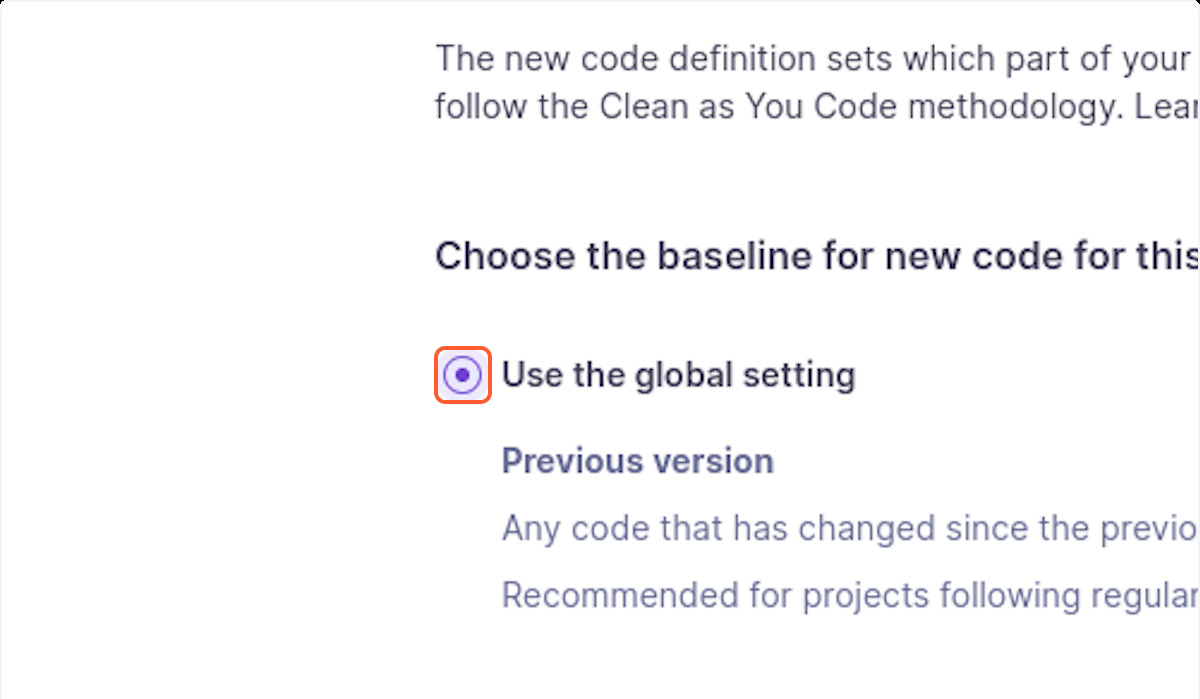 The new code definition sets which part of your
follow the Clean as You Code methodology.
Choose the baseline for new code for this
Use the global setting
Previous version
Any code that has changed since the
Recommended for projects following regular